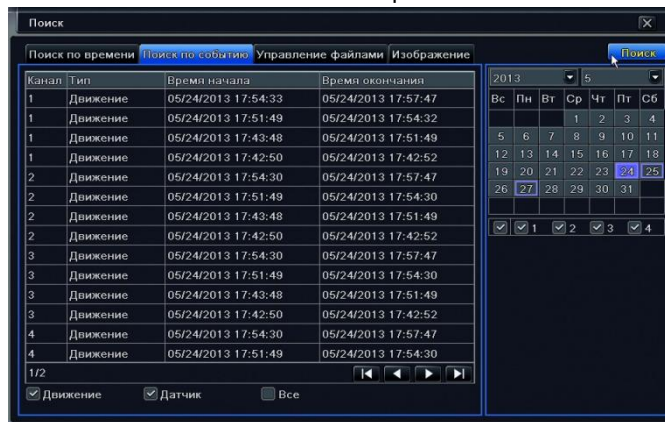 Поиск
Поиск по времени Поиск по событию Управление файлами Изображение Поиск
Канал Тип Время начала Время окончания
1 Движение 05/24/2013 17:54:33 05/24/2013 17:57:47
1 Движение 05/24/2013 17:51:49 05/24/2013 17:54:32
1 Движение 05/24/2013 17:43:48 05/24/2013 17:51:49
1 Движение 05/24/2013 17:42:50 05/24/2013 17:42:52
2 Движение 05/24/2013 17:54:30 05/24/2013 17:57:47
2 Движение 05/24/2013 17:51:49 05/24/2013 17:54:30
2 Движение 05/24/2013 17:43:48 05/24/2013 17:51:49
2 Движение 05/24/2013 17:42:50 05/24/2013 17:42:52
3 Движение 05/24/2013 17:54:30 05/24/2013 17:57:47
3 Движение 05/24/2013 17:51:49 05/24/2013 17:54:30
3 Движение 05/24/2013 17:43:48 05/24/2013 17:51:49
3 Движение 05/24/2013 17:42:50 05/24/2013 17:42:52
4 Движение 05/24/2013 17:54:30 05/24/2013 17:57:47
4 Движение 05/24/2013 17:51:49 05/24/2013 17:54:30
1/2
Движение Датчик Все
2013 5
Вс Пн Вт Ср Чт Пт Сб
1 2 3 4
5 6 7 8 9 10 11
12 13 14 15 16 17 18
19 20 21 22 23 24 25
26 27 28 29 30 31
1 2 3 4